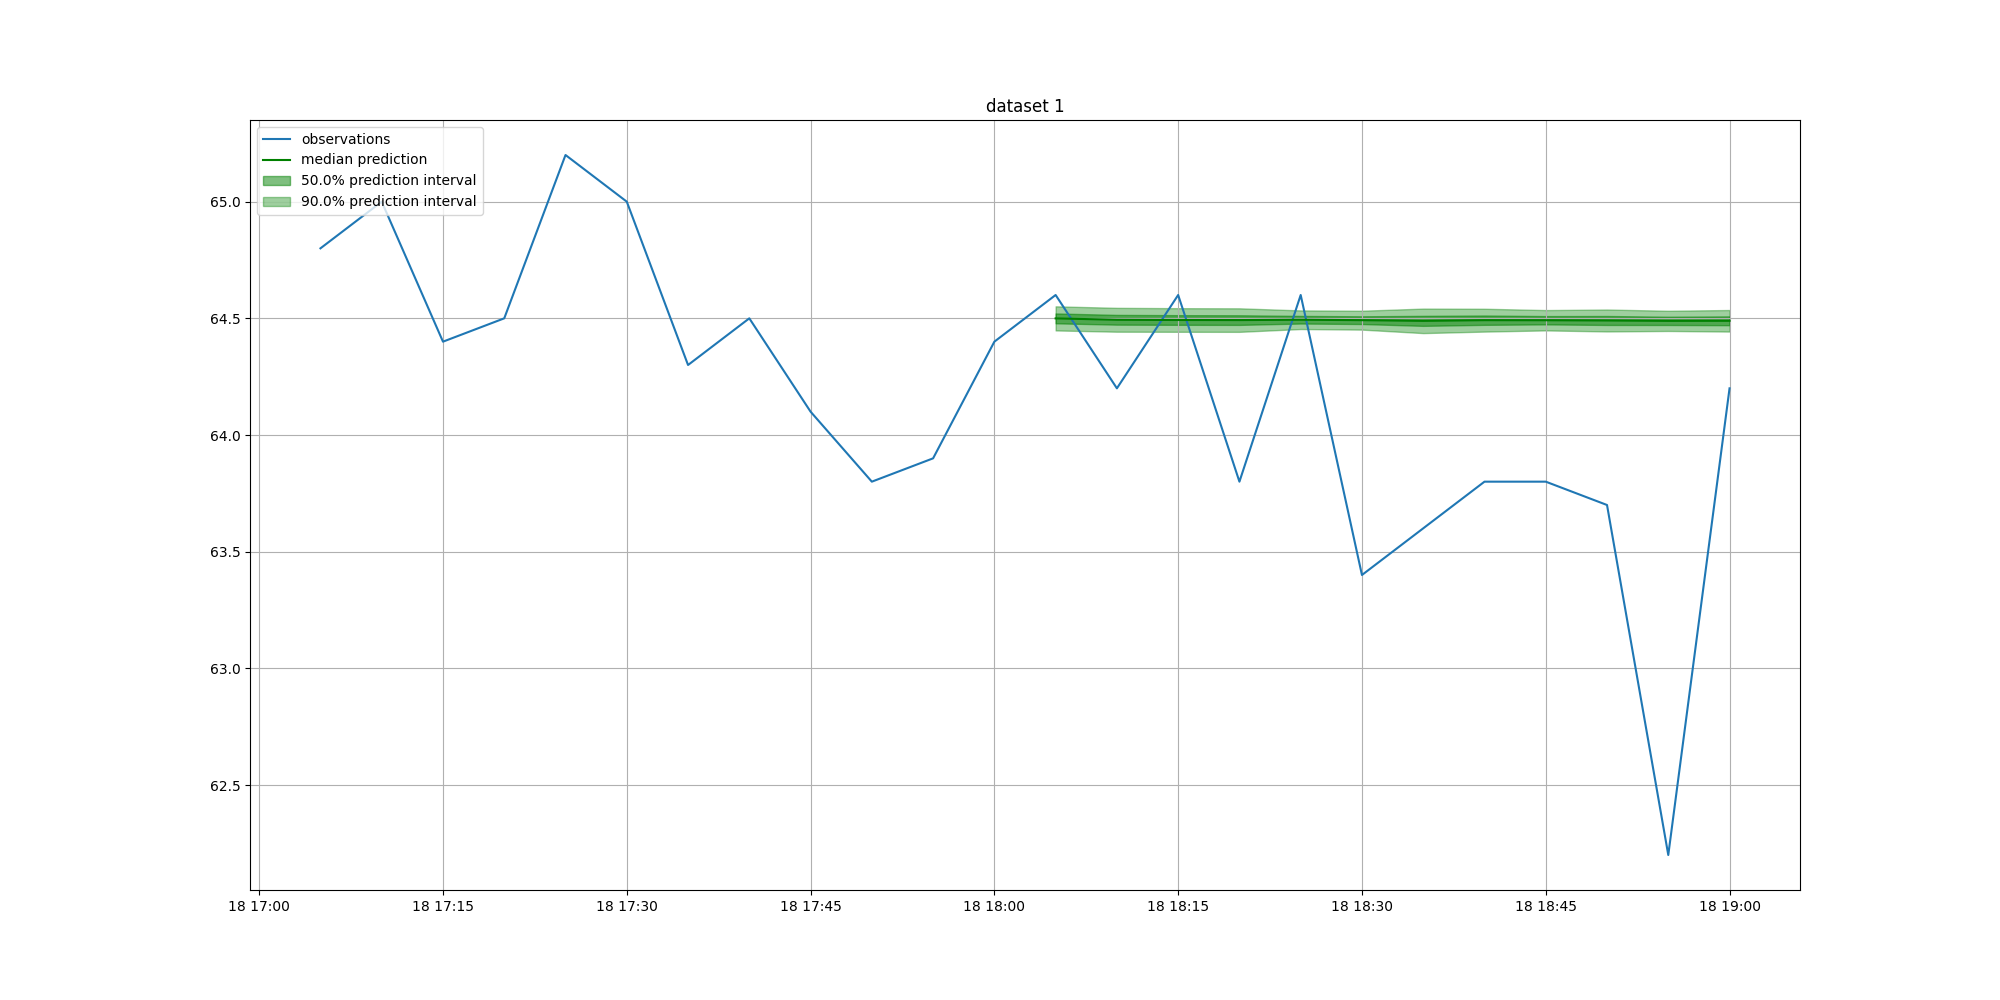 dataset 1
observations
median prediction
50.0% prediction interval
90.0% prediction interval
65.0
64.5
64.0
63.5
63.0
62.5
18 17:00 18 17:15 18 17:30 18 17:45 18 18:00 18 18:15 18 18:30 18 18:45 18 19:00